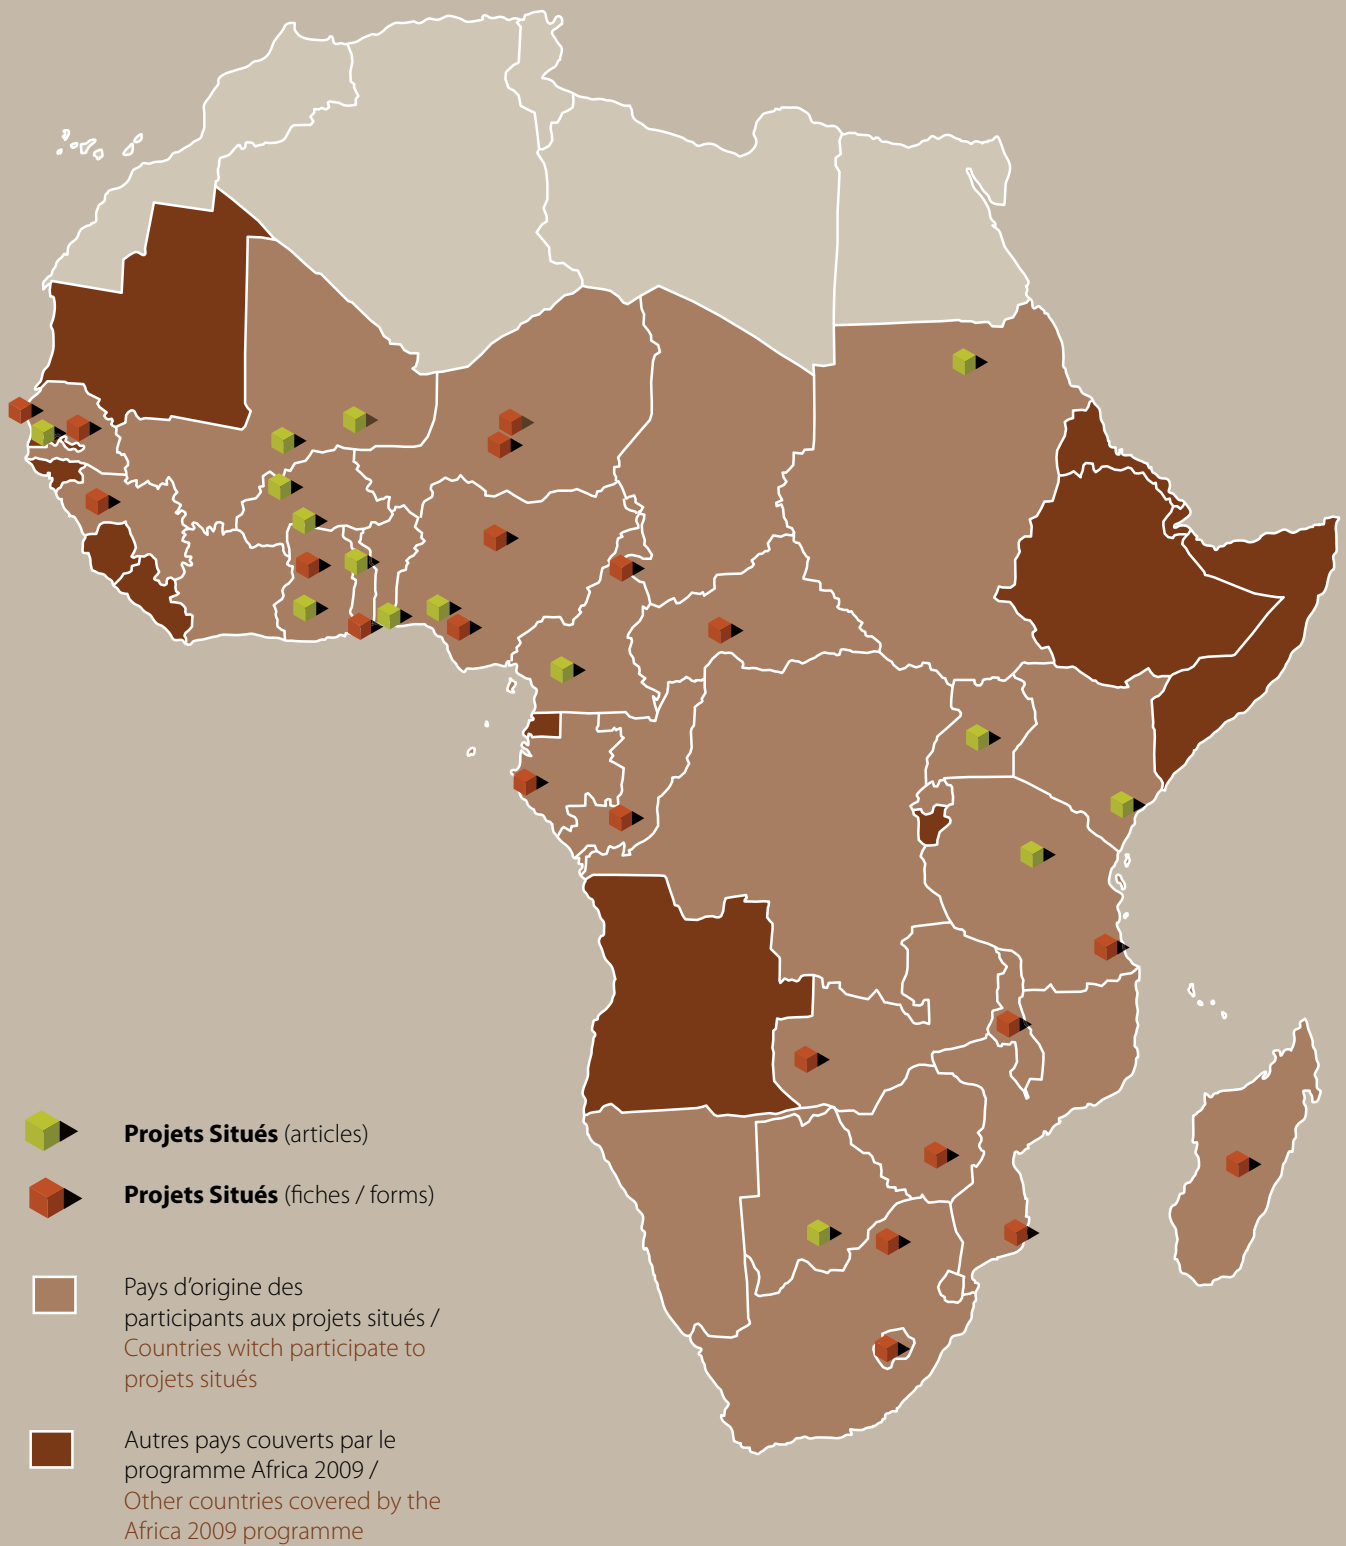 Projets Situés (articles)
Projets Situés (fiches / forms)
Pays d’origine des
participants aux projets situés /
Countries witch participate to
projets situés
Autres pays couverts par le
programme Africa 2009 /
Other countries covered by the
Africa 2009 programme